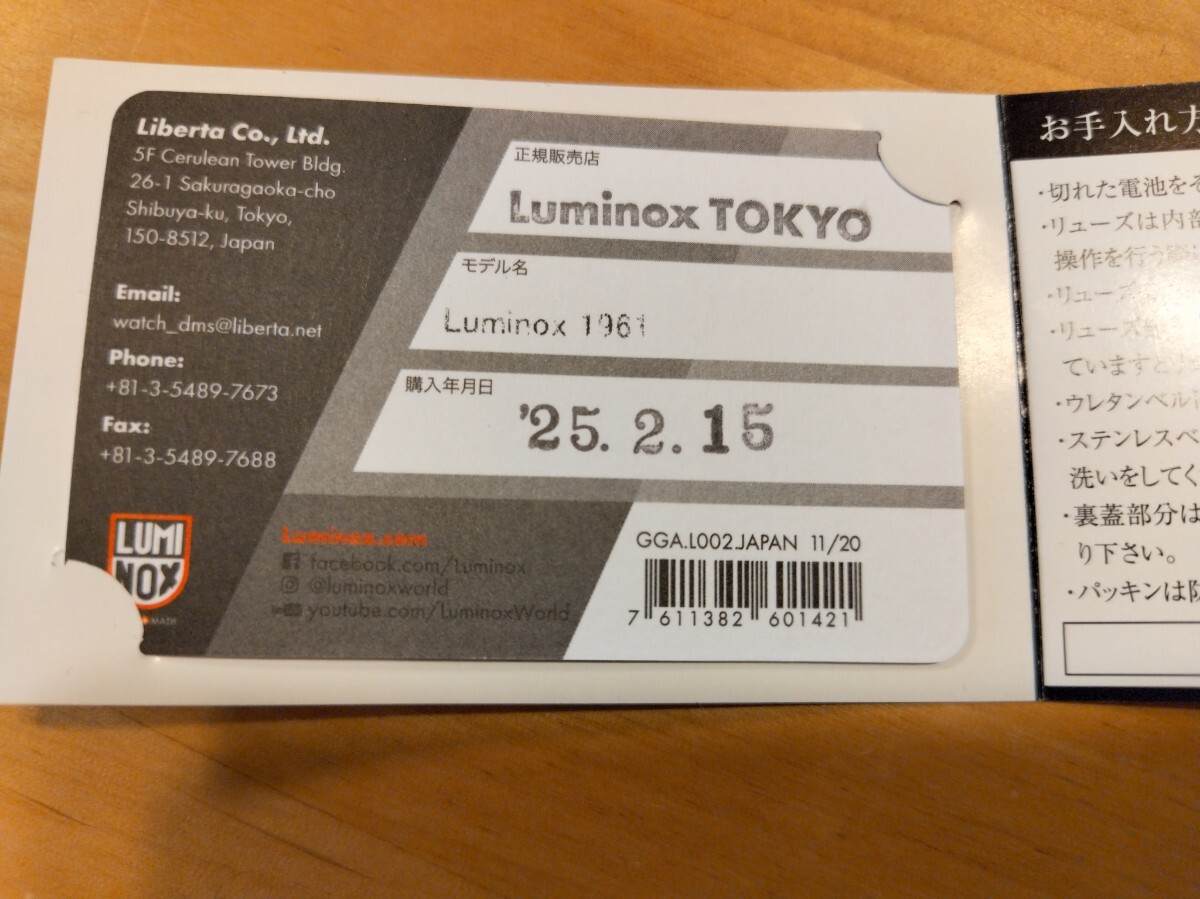 Liberta Co., Ltd.
5F Cerulean Tower Bldg.
26-1 Sakuragaoka-cho
Shibuya-ku, Tokyo,
150-8512, Japan
Email:
watch_dms@liberta.net
Phone:
+81-3-5489-7673
Fax:
+81-3-5489-7688
LUMI
NOX
MADE
正規販売店
Luminox TOKYO
モデル名
Luminox 1961
購入年月日
'25. 2. 15
Luminox.com
facebook.com/Luminox
@luminoxworld
youtube.com/LuminoxWorld
GGA.L002.JAPAN 11/20
7 611382 601421
お手入れ方
・切れた電池をそ
・リューズは内部
操作を行う
・リューズ
・リューズ
ていますと
・ウレタンベルト
・ステンレスベ
洗いをしてく
・裏蓋部分は
り下さい。
・パッキンは防